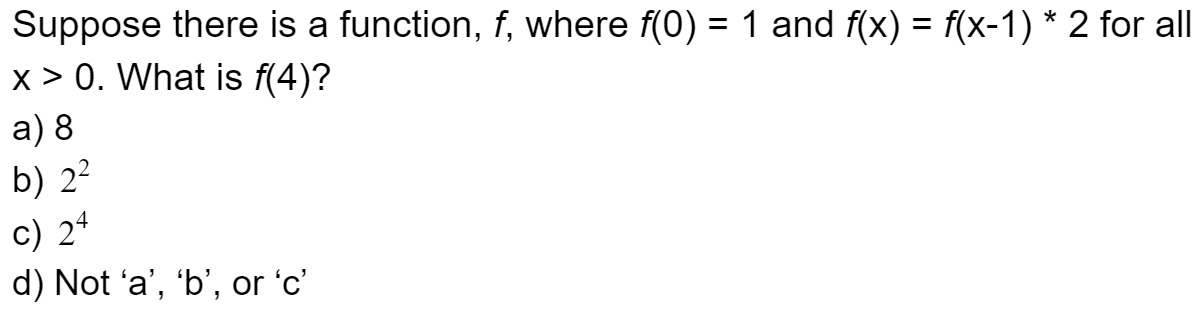 Suppose there is a function, f, where f(0) = 1 and f(x) = f(x-1) * 2 for all
x > 0. What is f(4)?
a) 8
b) 2²
c) 2⁴
d) Not ‘a’, ‘b’, or ‘c’